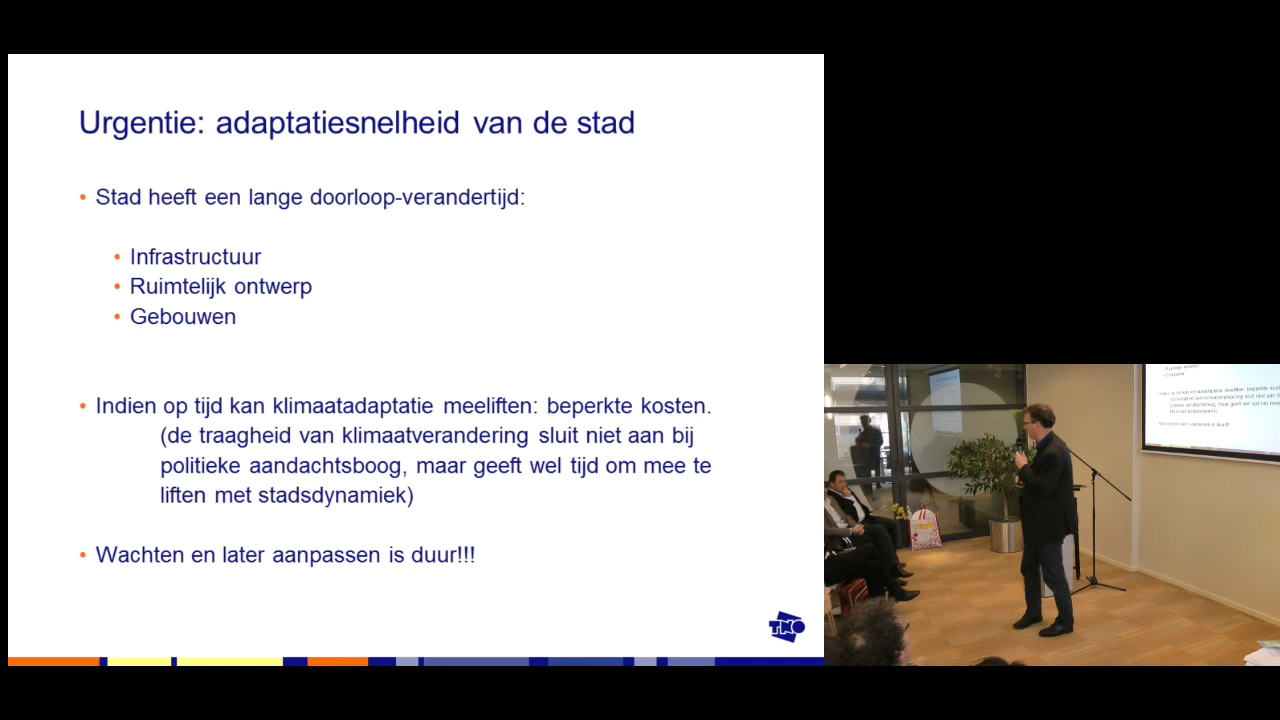 Urgentie: adaptatiesnelheid van de stad
• Stad heeft een lange doorloop-verandertijd:
• Infrastructuur
• Ruimtelijk ontwerp
• Gebouwen
• Indien op tijd kan klimaatadaptatie meeliften: beperkte kosten.
(de traagheid van klimaatverandering sluit niet aan bij
politieke aandachtsboog, maar geeft wel tijd om mee te
liften met stadsdynamiek)
• Wachten en later aanpassen is duur!!!
TNO